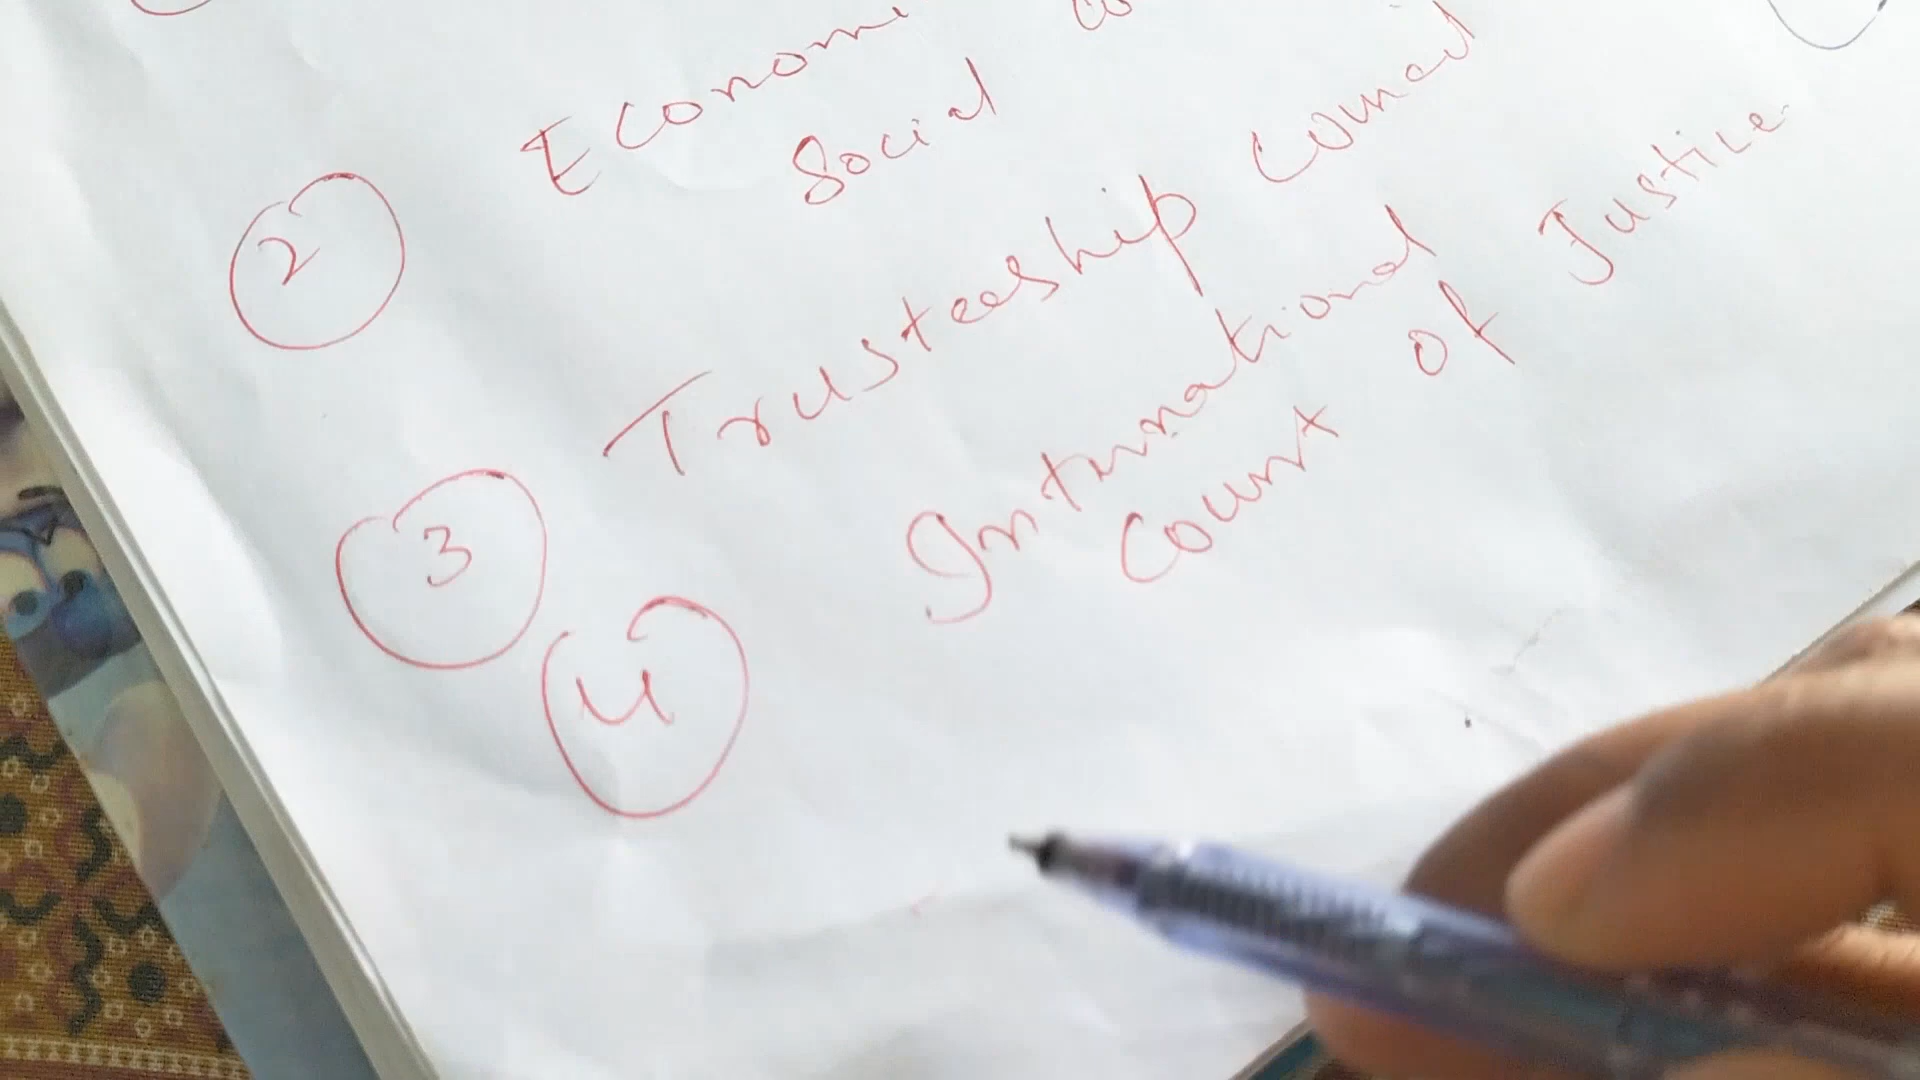 2 Econom
Social
3 Trusteeship Council
4 International
Court of Justice